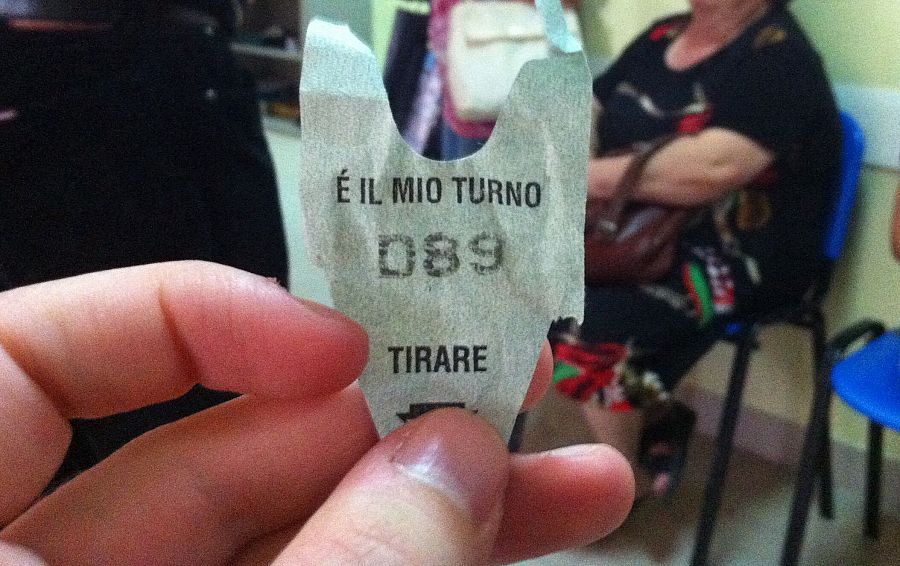 É IL MIO TURNO
D89
TIRARE